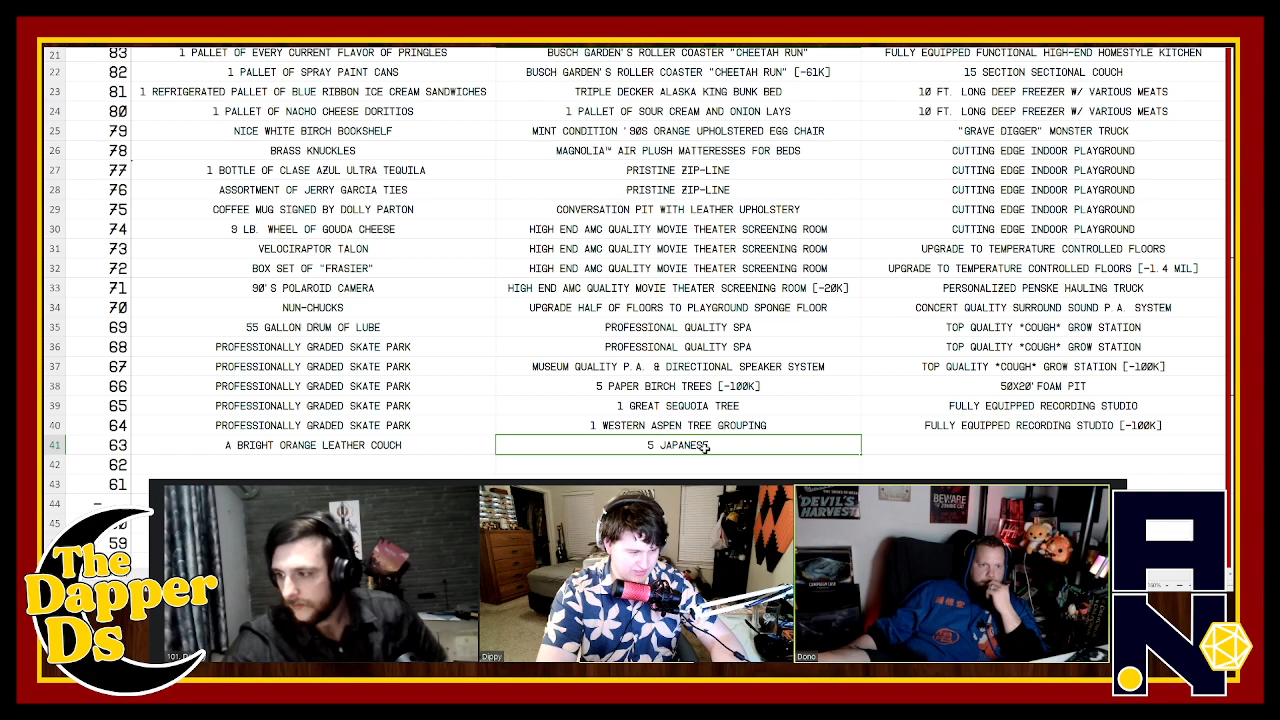 21 83 1 PALLET OF EVERY CURRENT FLAVOR OF PRINGLES BUSCH GARDEN'S ROLLER COASTER "CHEETAH RUN" FULLY EQUIPPED FUNCTIONAL HIGH-END HOMESTYLE KITCHEN
22 82 1 PALLET OF SPRAY PAINT CANS BUSCH GARDEN'S ROLLER COASTER "CHEETAH RUN" [-61K] 15 SECTION SECTIONAL COUCH
23 81 1 REFRIGERATED PALLET OF BLUE RIBBON ICE CREAM SANDWICHES TRIPLE DECKER ALASKA KING BUNK BED 10 FT. LONG DEEP FREEZER W/ VARIOUS MEATS
24 80 1 PALLET OF NACHO CHEESE DORITIOS 1 PALLET OF SOUR CREAM AND ONION LAYS 10 FT. LONG DEEP FREEZER W/ VARIOUS MEATS
25 79 NICE WHITE BIRCH BOOKSHELF MINT CONDITION '90S ORANGE UPHOLSTERED EGG CHAIR "GRAVE DIGGER" MONSTER TRUCK
26 78 BRASS KNUCKLES MAGNOLIA™ AIR PLUSH MATTERESSES FOR BEDS CUTTING EDGE INDOOR PLAYGROUND
27 77 1 BOTTLE OF CLASE AZUL ULTRA TEQUILA PRISTINE ZIP-LINE CUTTING EDGE INDOOR PLAYGROUND
28 76 ASSORTMENT OF JERRY GARCIA TIES PRISTINE ZIP-LINE CUTTING EDGE INDOOR PLAYGROUND
29 75 COFFEE MUG SIGNED BY DOLLY PARTON CONVERSATION PIT WITH LEATHER UPHOLSTERY CUTTING EDGE INDOOR PLAYGROUND
30 74 9 LB. WHEEL OF GOUDA CHEESE HIGH END AMC QUALITY MOVIE THEATER SCREENING ROOM CUTTING EDGE INDOOR PLAYGROUND
31 73 VELOCIRAPTOR TALON HIGH END AMC QUALITY MOVIE THEATER SCREENING ROOM UPGRADE TO TEMPERATURE CONTROLLED FLOORS
32 72 BOX SET OF "FRASIER" HIGH END AMC QUALITY MOVIE THEATER SCREENING ROOM UPGRADE TO TEMPERATURE CONTROLLED FLOORS [-1.4 MIL]
33 71 90'S POLAROID CAMERA HIGH END AMC QUALITY MOVIE THEATER SCREENING ROOM [-20K] PERSONALIZED PENSKE HAULING TRUCK
34 70 NUN-CHUCKS UPGRADE HALF OF FLOORS TO PLAYGROUND SPONGE FLOOR CONCERT QUALITY SURROUND SOUND P.A. SYSTEM
35 69 55 GALLON DRUM OF LUBE PROFESSIONAL QUALITY SPA TOP QUALITY *COUGH* GROW STATION
36 68 PROFESSIONALLY GRADED SKATE PARK PROFESSIONAL QUALITY SPA TOP QUALITY *COUGH* GROW STATION
37 67 PROFESSIONALLY GRADED SKATE PARK MUSEUM QUALITY P.A. & DIRECTIONAL SPEAKER SYSTEM TOP QUALITY *COUGH* GROW STATION [-100K]
38 66 PROFESSIONALLY GRADED SKATE PARK 5 PAPER BIRCH TREES [-100K] 50X20' FOAM PIT
39 65 PROFESSIONALLY GRADED SKATE PARK 1 GREAT SEQUOIA TREE FULLY EQUIPPED RECORDING STUDIO
40 64 PROFESSIONALLY GRADED SKATE PARK 1 WESTERN ASPEN TREE GROUPING FULLY EQUIPPED RECORDING STUDIO [-100K]
41 63 A BRIGHT ORANGE LEATHER COUCH 5 JAPANESE
42 62
43 61
44
45
59
The Dapper Ds
DEVIL'S HARVEST
BEWARE
Dippy
Dono
A
N